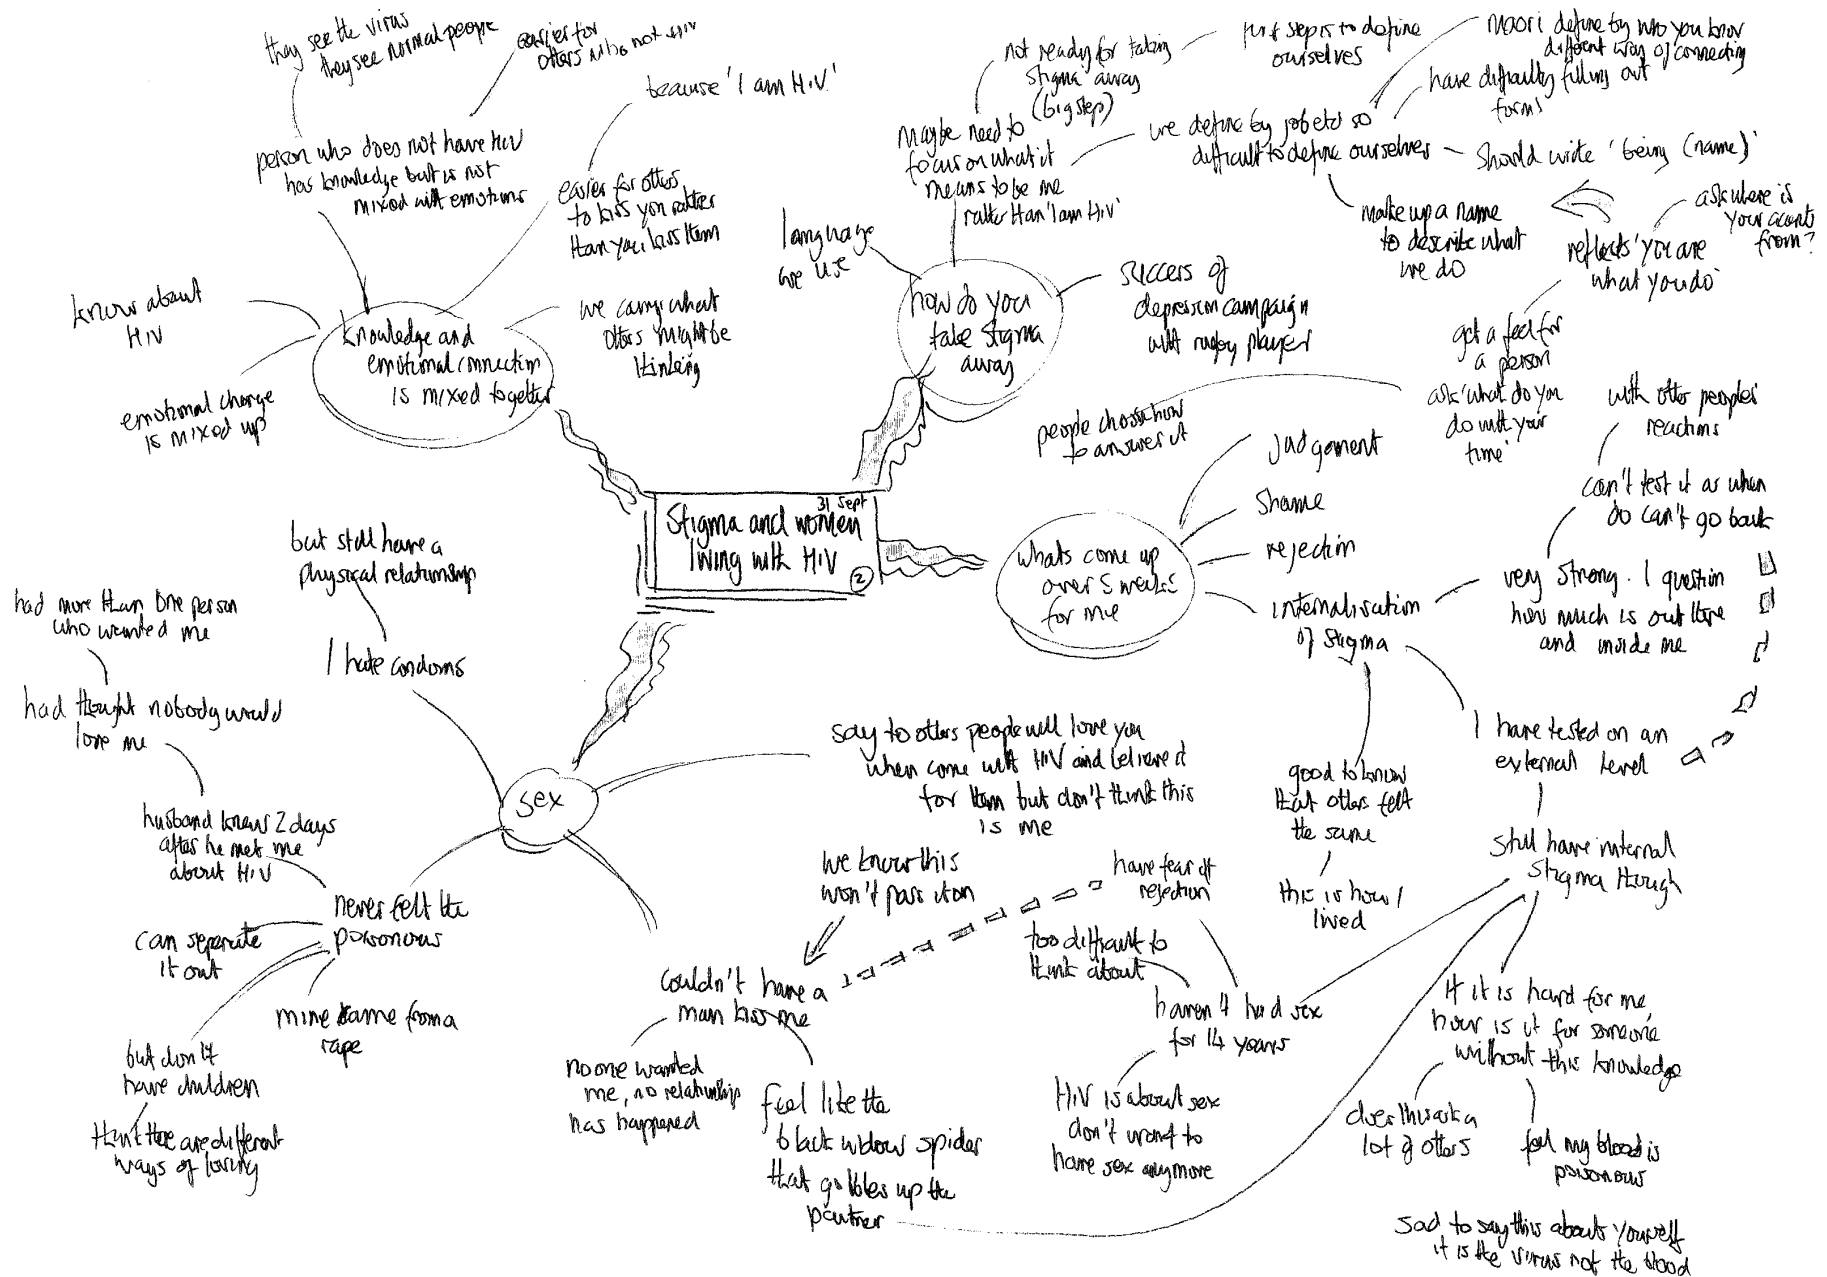 31 Sept
Stigma and women
living with HIV
2
knowledge and
emotional connection
is mixed together
know about
HIV
emotional charge
is mixed up
person who does not have HIV
has knowledge but is not
mixed with emotions
they see the virus
they see normal people
easier for
others who not HIV
because 'I am HIV'
easier for others
to kiss you rather
than you kiss them
we carry what
others might be
thinking
how do you
take stigma
away
language
we use
Maybe need to
focus on what it
means to be me
rather than 'I am HIV'
not ready for taking
stigma away
(big step)
first steps to define
ourselves
we define by job etc so
difficult to define ourselves
maori define by who you know
different way of connecting
have difficulty filling out
forms
Should write 'being (name)'
make up a name
to describe what
we do
reflects 'you are
what you do'
ask where is
your
from?
get a feel for
a person
ask 'what do you
do with your
time'
people choose how
to answer it
success of
depression campaign
with rugby player
whats come up
over 5 weeks
for me
judgement
shame
rejection
internalisation
of stigma
very strong. I question
how much is out there
and inside me
can't test it as when
do can't go back
with other peoples
reactions
I have tested on an
external level
good to know
that others felt
the same
this is how I
lived
Still have internal
Stigma though
If it is hard for me,
how is it for someone
without this knowledge
does this ask a
lot of others
feel my blood is
poisonous
sad to say this about yourself
it is the virus not the blood
sex
I hate condoms
but still have a
physical relationship
say to others people will love you
when come with HIV and believe it
for them but don't think this
is me
never felt the
poisonous
husband knew 2 days
after he met me
about HIV
had thought nobody would
love me
had more than one person
who wanted me
can seperate
it out
mine came from a
rape
but don't
have children
think there are different
ways of loving
couldn't have a
man kiss me
we know this
won't pass it on
no one wanted
me, no relationship
has happened
feel like the
black widow spider
that gobbles up the
partner
have fear of
rejection
too difficult to
think about
haven't had sex
for 14 years
HIV is about sex
don't want to
have sex anymore